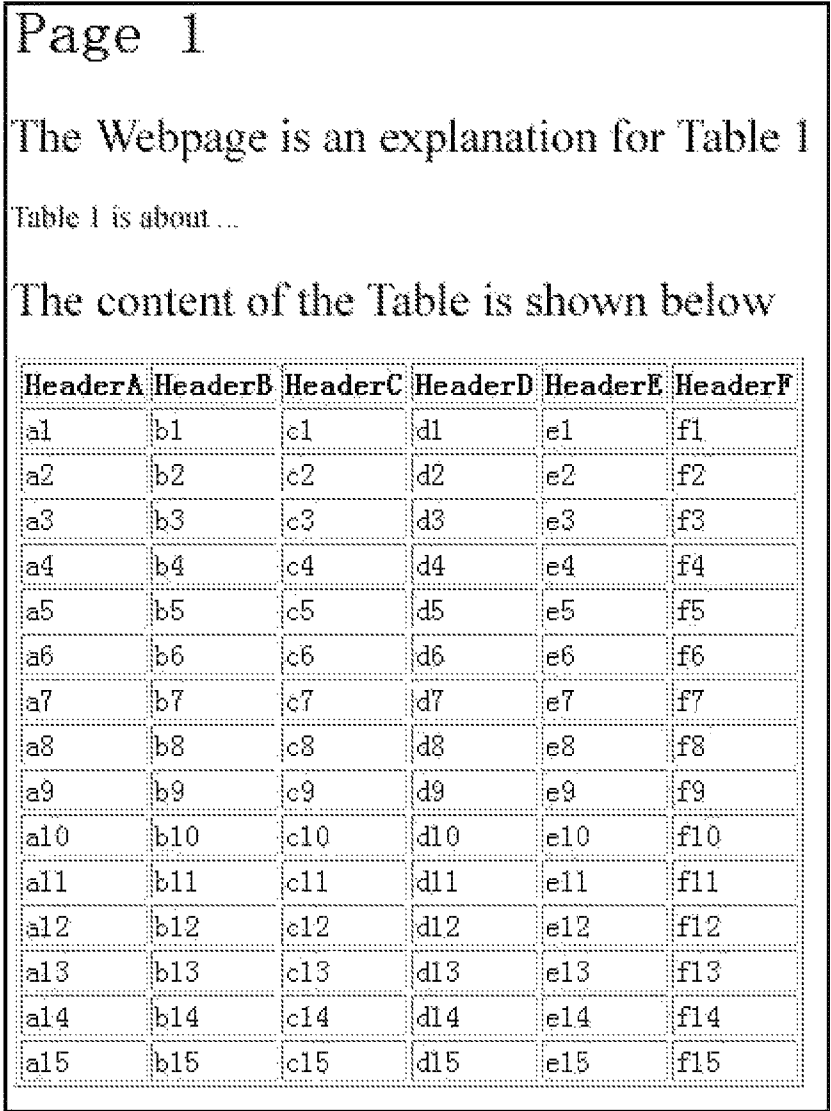 Page 1
The Webpage is an explanation for Table 1
Table 1 is about ...
The content of the Table is shown below
HeaderA HeaderB HeaderC HeaderD HeaderE HeaderF
a1 b1 c1 d1 e1 f1
a2 b2 c2 d2 e2 f2
a3 b3 c3 d3 e3 f3
a4 b4 c4 d4 e4 f4
a5 b5 c5 d5 e5 f5
a6 b6 c6 d6 e6 f6
a7 b7 c7 d7 e7 f7
a8 b8 c8 d8 e8 f8
a9 b9 c9 d9 e9 f9
a10 b10 c10 d10 e10 f10
a11 b11 c11 d11 e11 f11
a12 b12 c12 d12 e12 f12
a13 b13 c13 d13 e13 f13
a14 b14 c14 d14 e14 f14
a15 b15 c15 d15 e15 f15